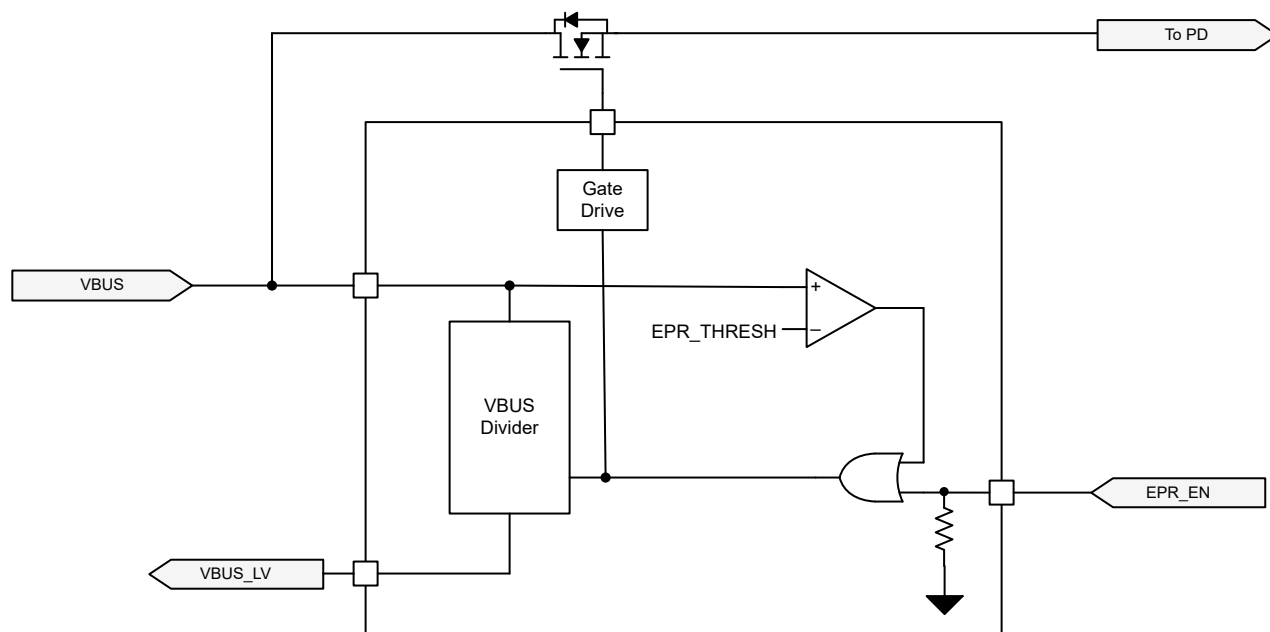 To PD
Gate
Drive
VBUS
+
EPR_THRESH
–
VBUS
Divider
EPR_EN
VBUS_LV